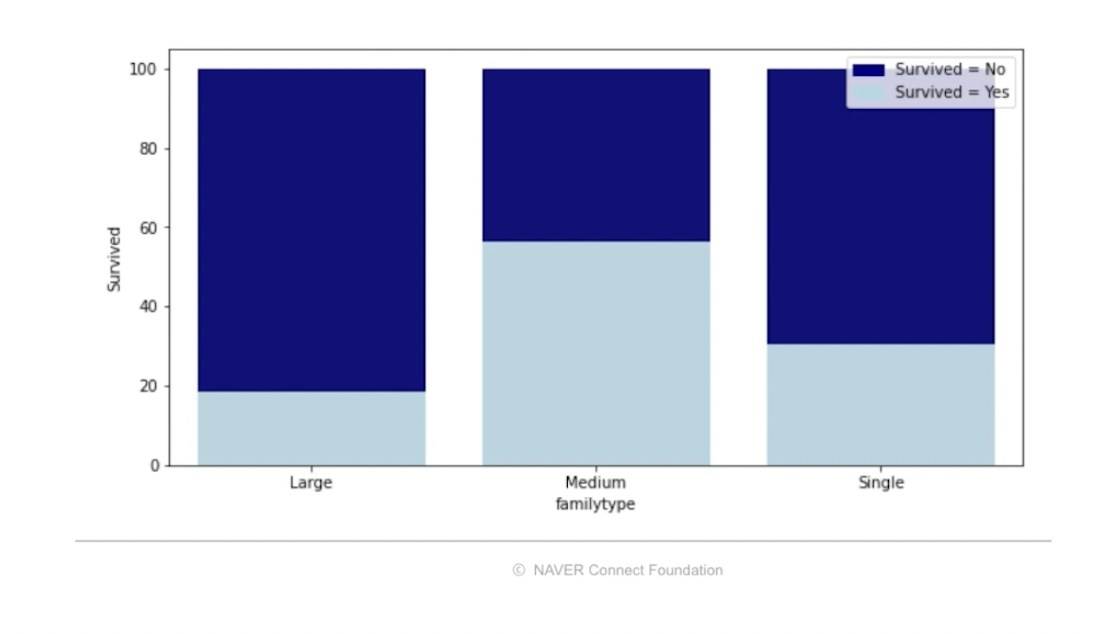 100
80
60
40
20
0
Survived
Survived = No
Survived = Yes
Large
Medium
Single
familytype
© NAVER Connect Foundation